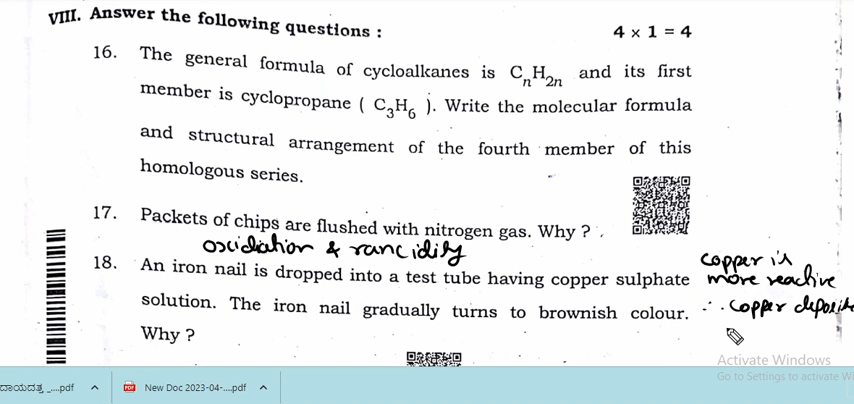 VIII. Answer the following questions : 4 × 1 = 4
16. The general formula of cycloalkanes is CₙH₂ₙ and its first
member is cyclopropane ( C₃H₆ ). Write the molecular formula
and structural arrangement of the fourth member of this
homologous series.
17. Packets of chips are flushed with nitrogen gas. Why ?
oxidiation & rancidity
18. An iron nail is dropped into a test tube having copper sulphate
solution. The iron nail gradually turns to brownish colour.
Why ?
copper is
more reactive
∴ copper deposite
Activate Windows
Go to Settings to activate Wi
ದಾಯದತ್ತ _....pdf
New Doc 2023-04-....pdf